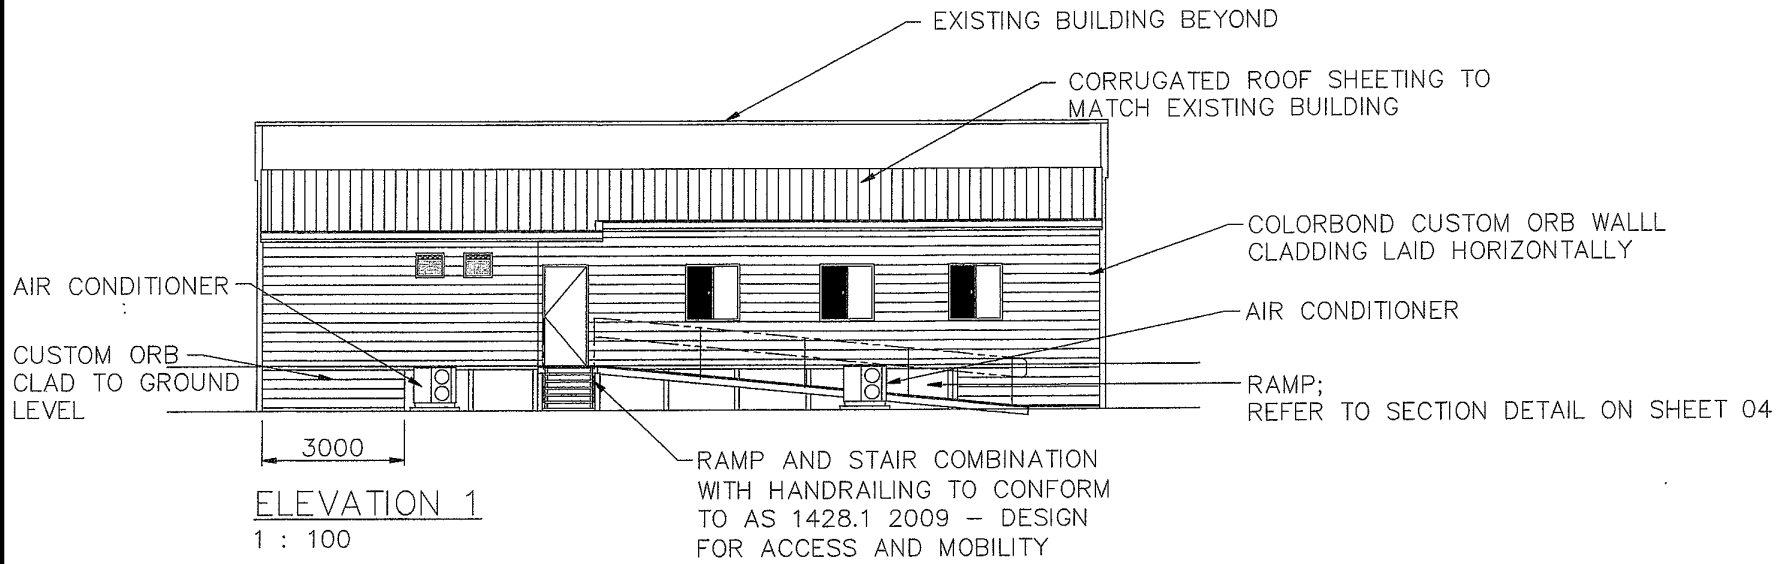 EXISTING BUILDING BEYOND
CORRUGATED ROOF SHEETING TO
MATCH EXISTING BUILDING
COLORBOND CUSTOM ORB WALLL
CLADDING LAID HORIZONTALLY
AIR CONDITIONER
AIR CONDITIONER
CUSTOM ORB
CLAD TO GROUND
LEVEL
RAMP;
REFER TO SECTION DETAIL ON SHEET 04
3000
RAMP AND STAIR COMBINATION
WITH HANDRAILING TO CONFORM
TO AS 1428.1 2009 – DESIGN
FOR ACCESS AND MOBILITY
ELEVATION 1
1 : 100